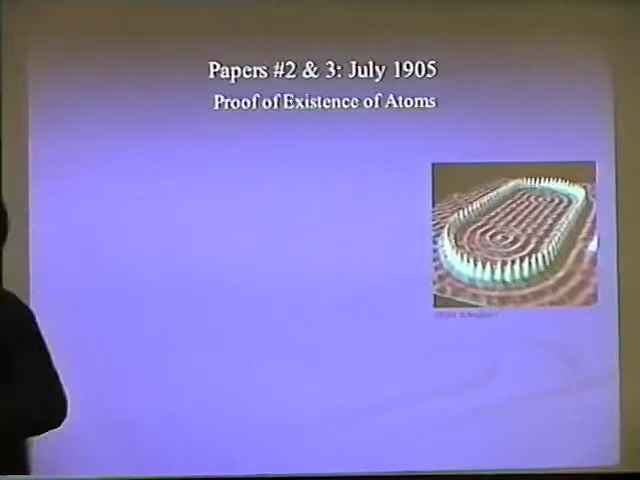 Papers #2 & 3: July 1905
Proof of Existence of Atoms